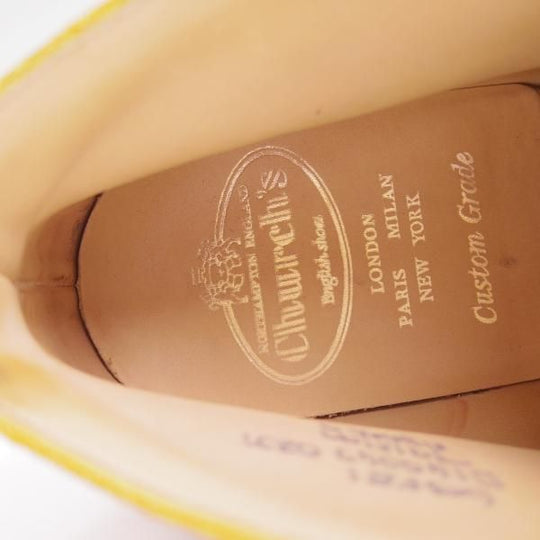 NORTHAMPTON ENGLAND
Church's
English shoes
LONDON
PARIS MILAN
NEW YORK
Custom Grade